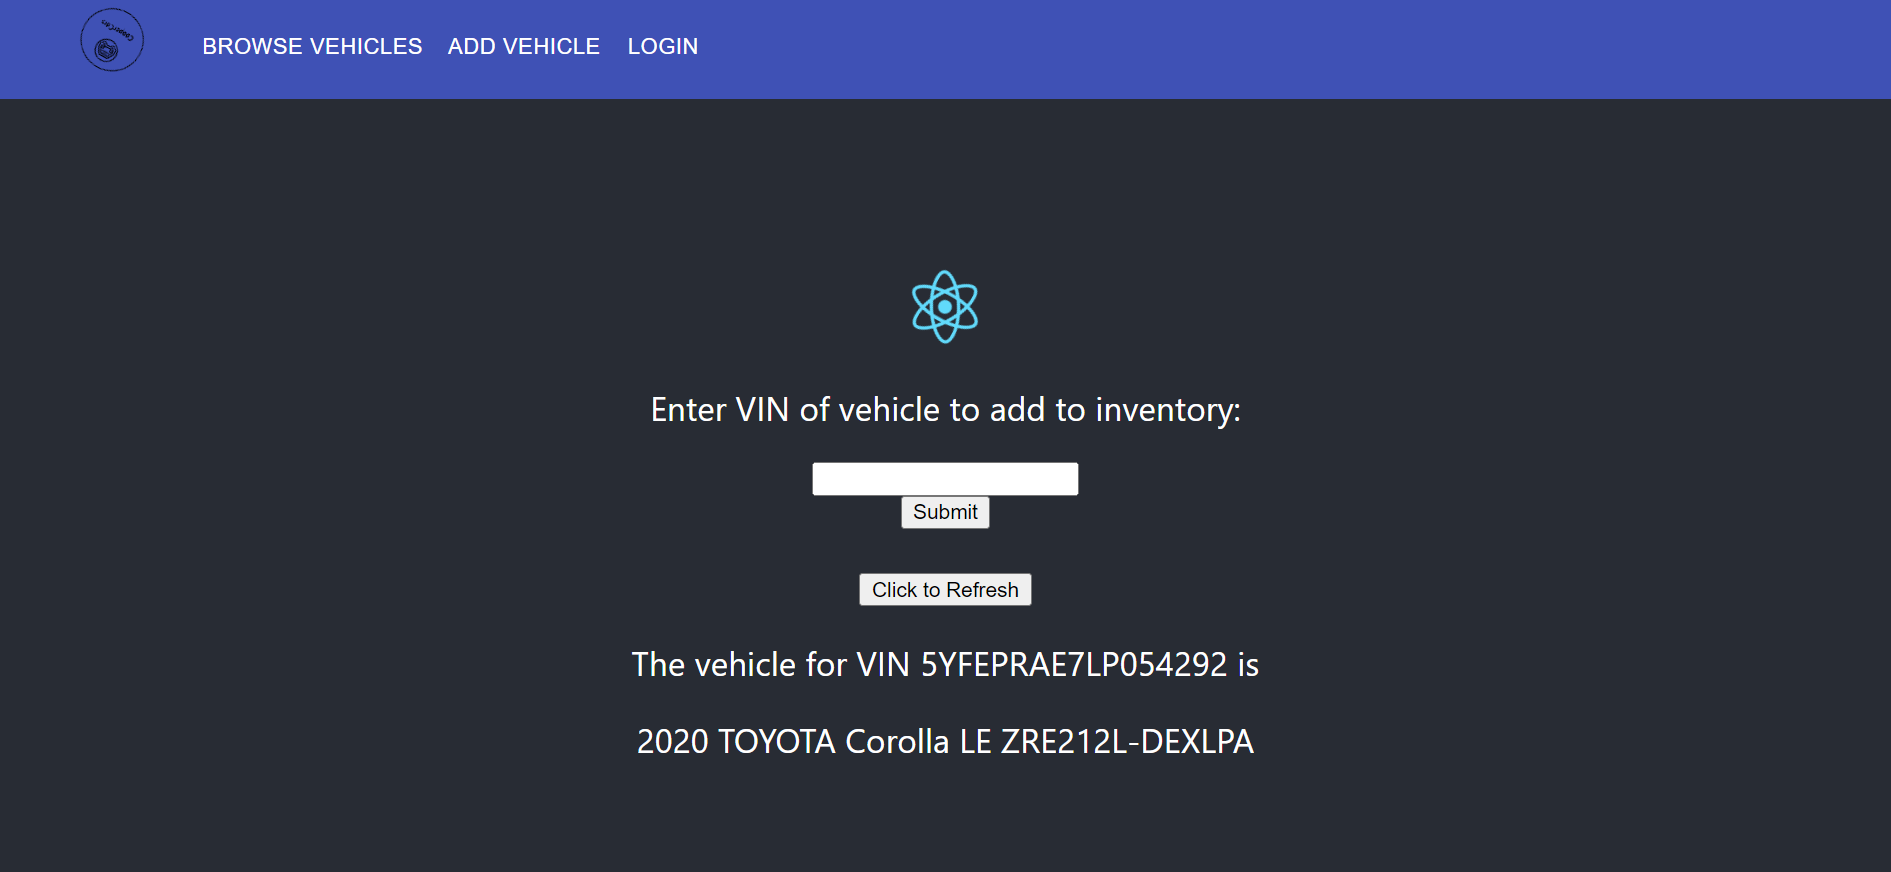 BROWSE VEHICLES ADD VEHICLE LOGIN
Enter VIN of vehicle to add to inventory:
Submit
Click to Refresh
The vehicle for VIN 5YFEPRAE7LP054292 is
2020 TOYOTA Corolla LE ZRE212L-DEXLPA